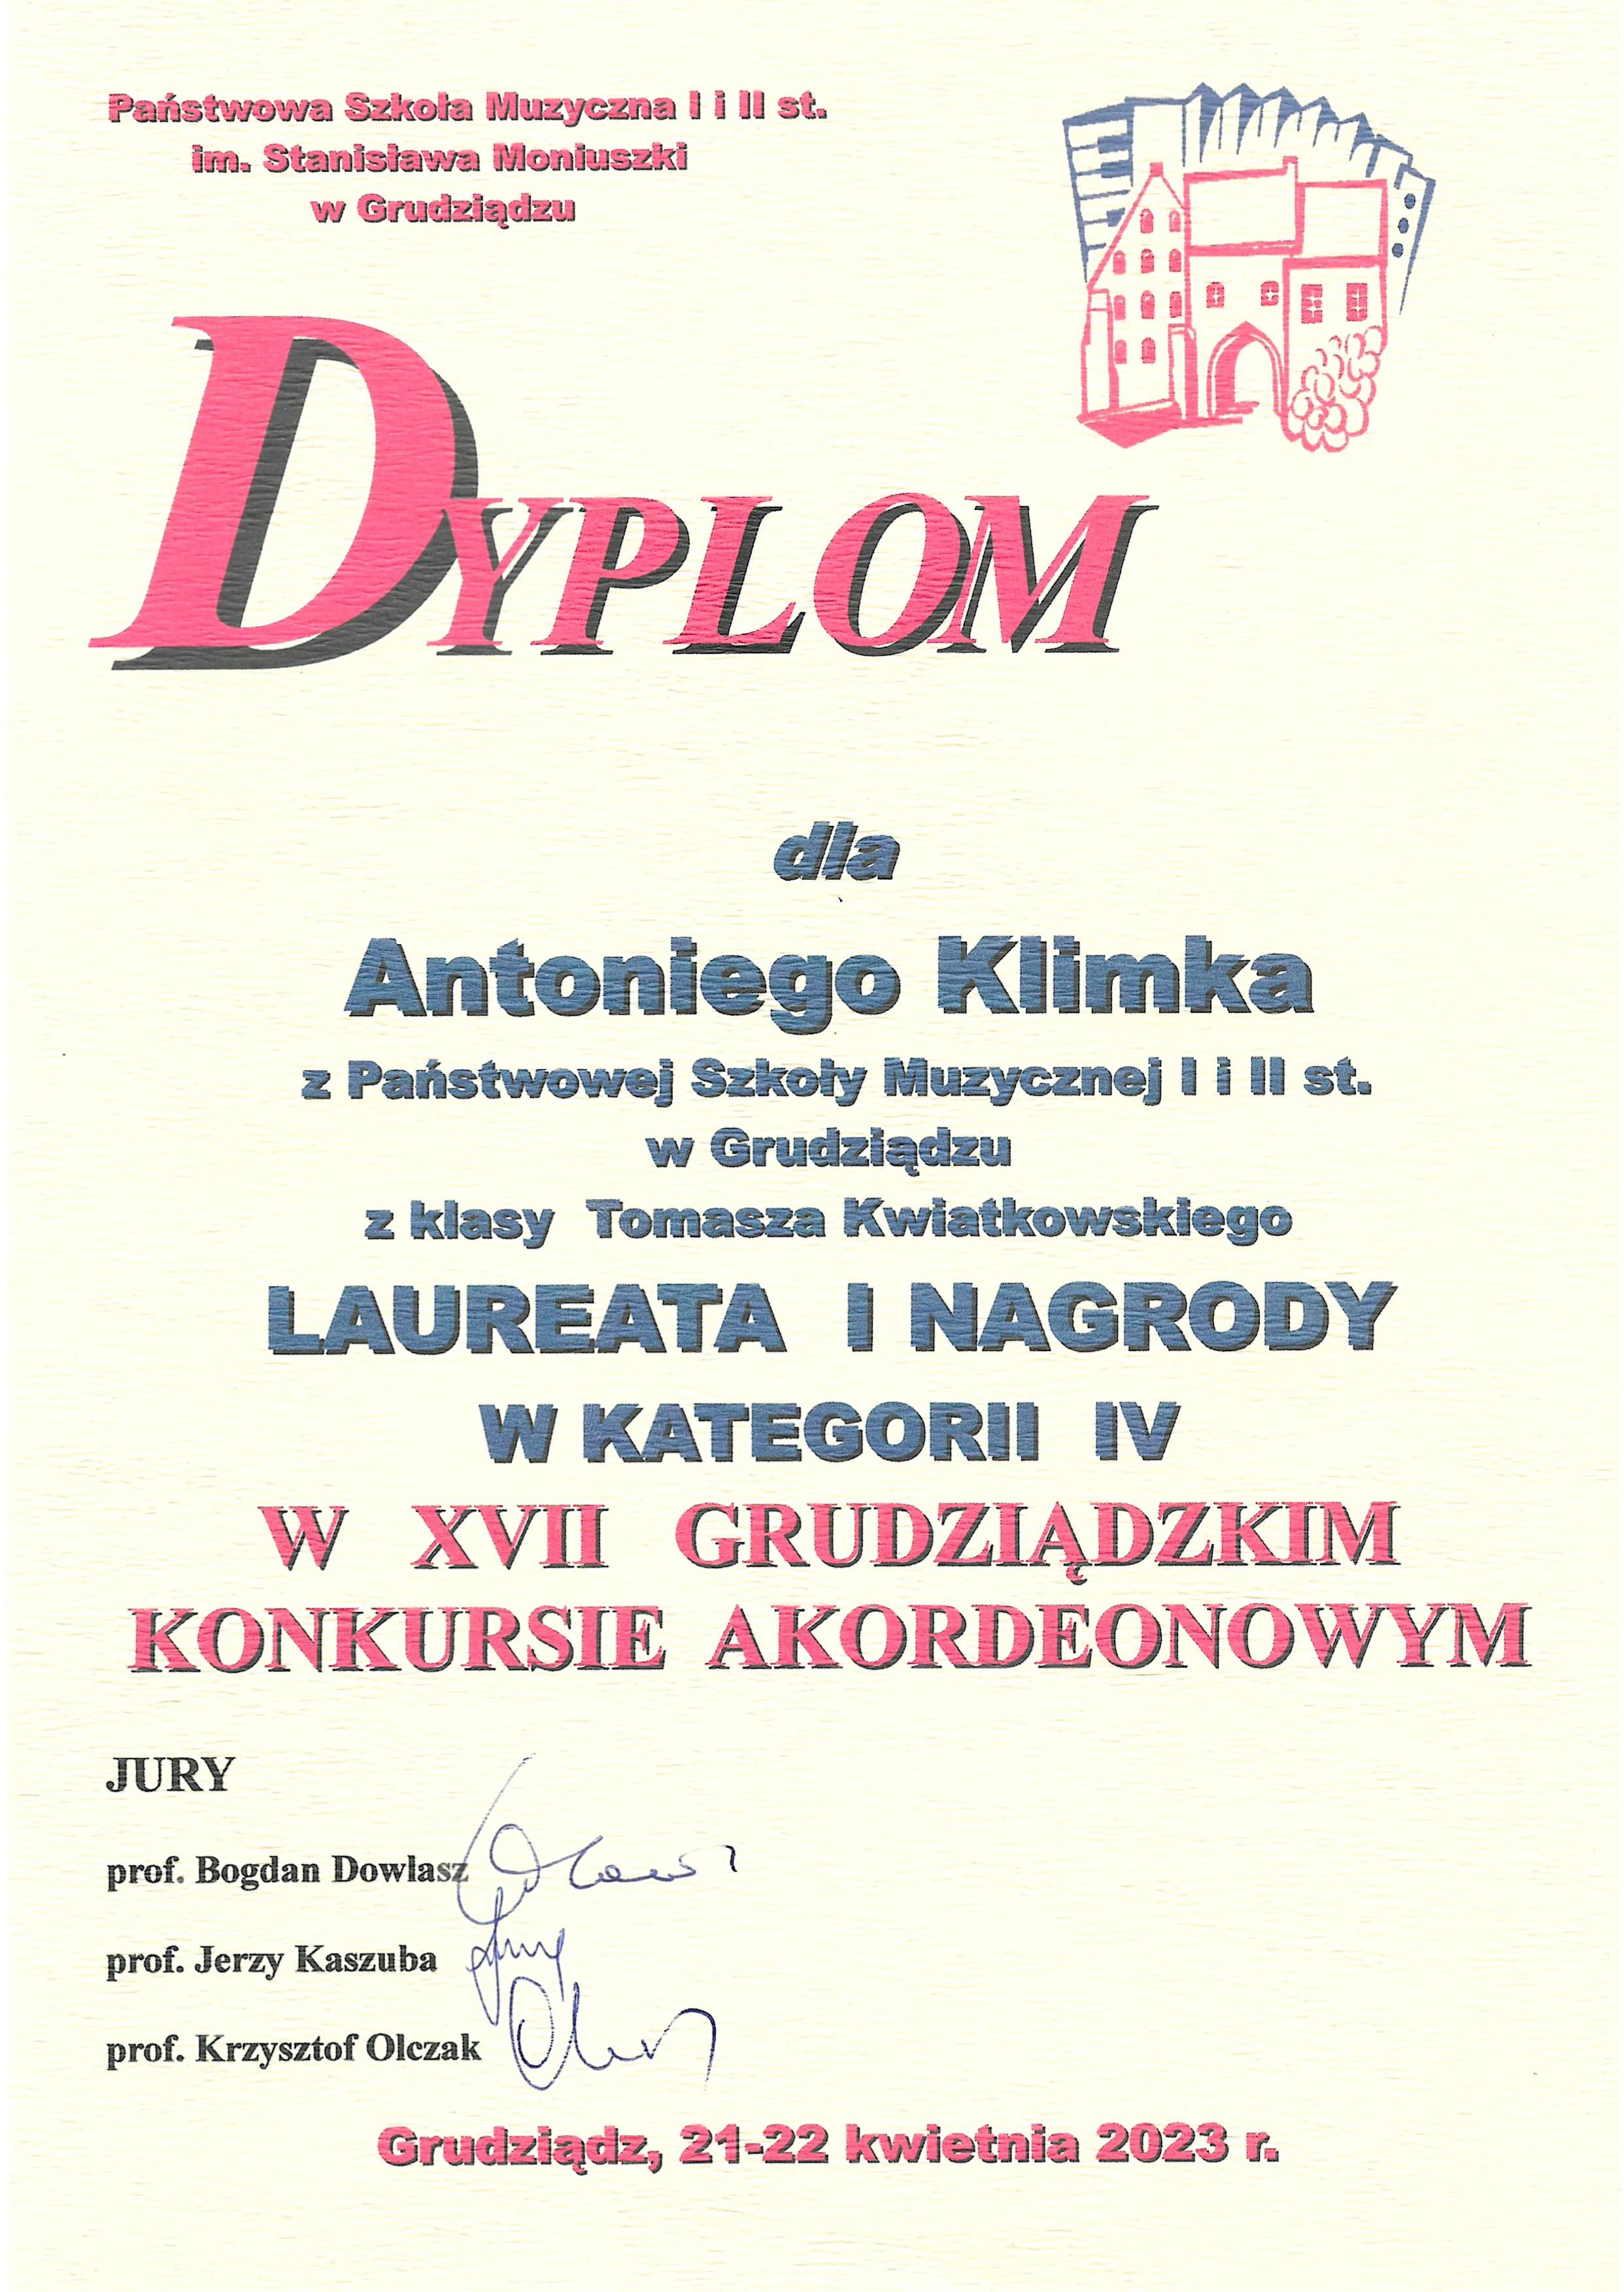 Państwowa Szkoła Muzyczna I i II st.
im. Stanisława Moniuszki
w Grudziądzu
DYPLOM
dla
Antoniego Klimka
z Państwowej Szkoły Muzycznej I i II st.
w Grudziądzu
z klasy Tomasza Kwiatkowskiego
LAUREATA I NAGRODY
W KATEGORII IV
W XVII GRUDZIĄDZKIM
KONKURSIE AKORDEONOWYM
JURY
prof. Bogdan Dowlasz
prof. Jerzy Kaszuba
prof. Krzysztof Olczak
Grudziądz, 21-22 kwietnia 2023 r.